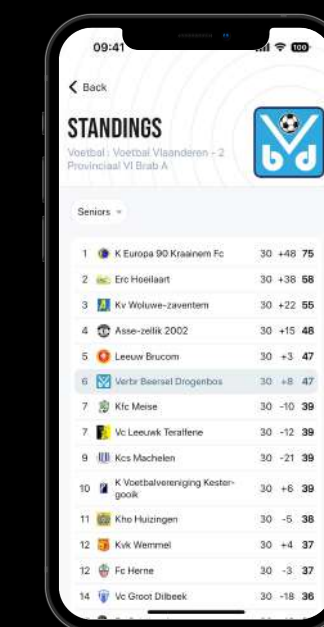 09:41 100
Back
STANDINGS
Voetbal : Voetbal Vlaanderen - 2
Provinciaal Vl Brab A
Seniors
1 K Europa 90 Kraainem Fc 30 +48 75
2 Erc Hoeilaart 30 +38 58
3 Kv Woluwe-zaventem 30 +22 55
4 Asse-zellik 2002 30 +15 48
5 Leeuw Brucom 30 +3 47
6 Verbr Beersel Drogenbos 30 +8 47
7 Kfc Meise 30 -10 39
7 Vc Leeuwk Teralfene 30 -12 39
9 Kcs Machelen 30 -21 39
10 K Voetbalvereniging Kester-
gooik 30 +6 39
11 Kho Huizingen 30 -5 38
12 Kvk Wemmel 30 +4 37
12 Fc Herne 30 -3 37
14 Vc Groot Dilbeek 30 -18 36